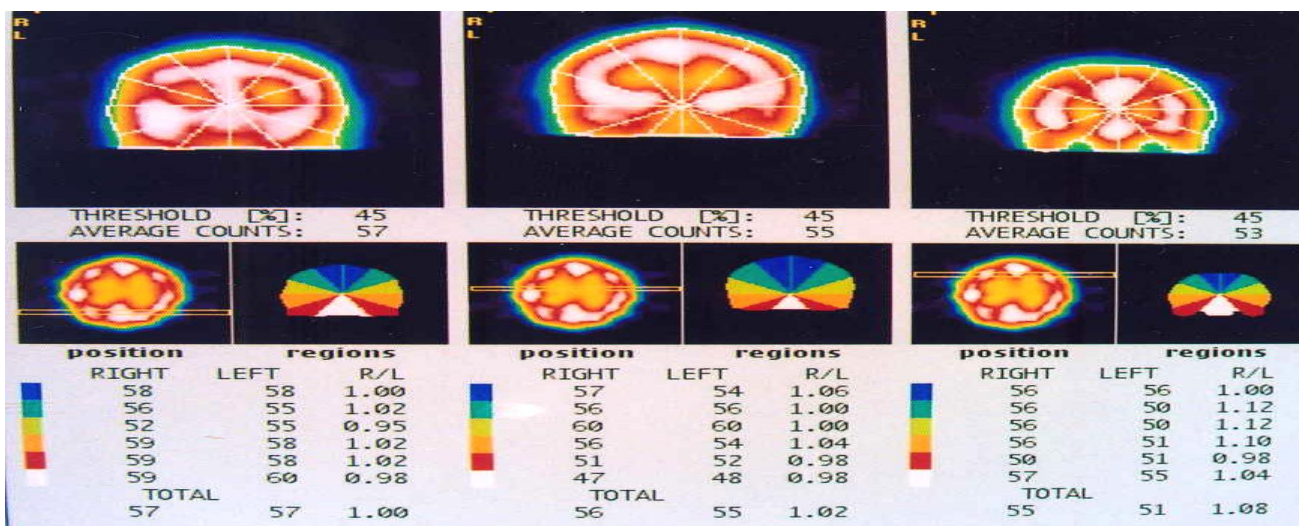 R
L
THRESHOLD [%]: 45
AVERAGE COUNTS: 57
position regions
RIGHT LEFT R/L
58 58 1.00
56 55 1.02
52 55 0.95
59 58 1.02
59 58 1.02
59 60 0.98
TOTAL
57 57 1.00
R
L
THRESHOLD [%]: 45
AVERAGE COUNTS: 55
position regions
RIGHT LEFT R/L
57 54 1.06
56 56 1.00
60 60 1.00
56 54 1.04
51 52 0.98
47 48 0.98
TOTAL
56 55 1.02
R
L
THRESHOLD [%]: 45
AVERAGE COUNTS: 53
position regions
RIGHT LEFT R/L
56 56 1.00
56 50 1.12
56 50 1.12
56 51 1.10
50 51 0.98
57 55 1.04
TOTAL
55 51 1.08